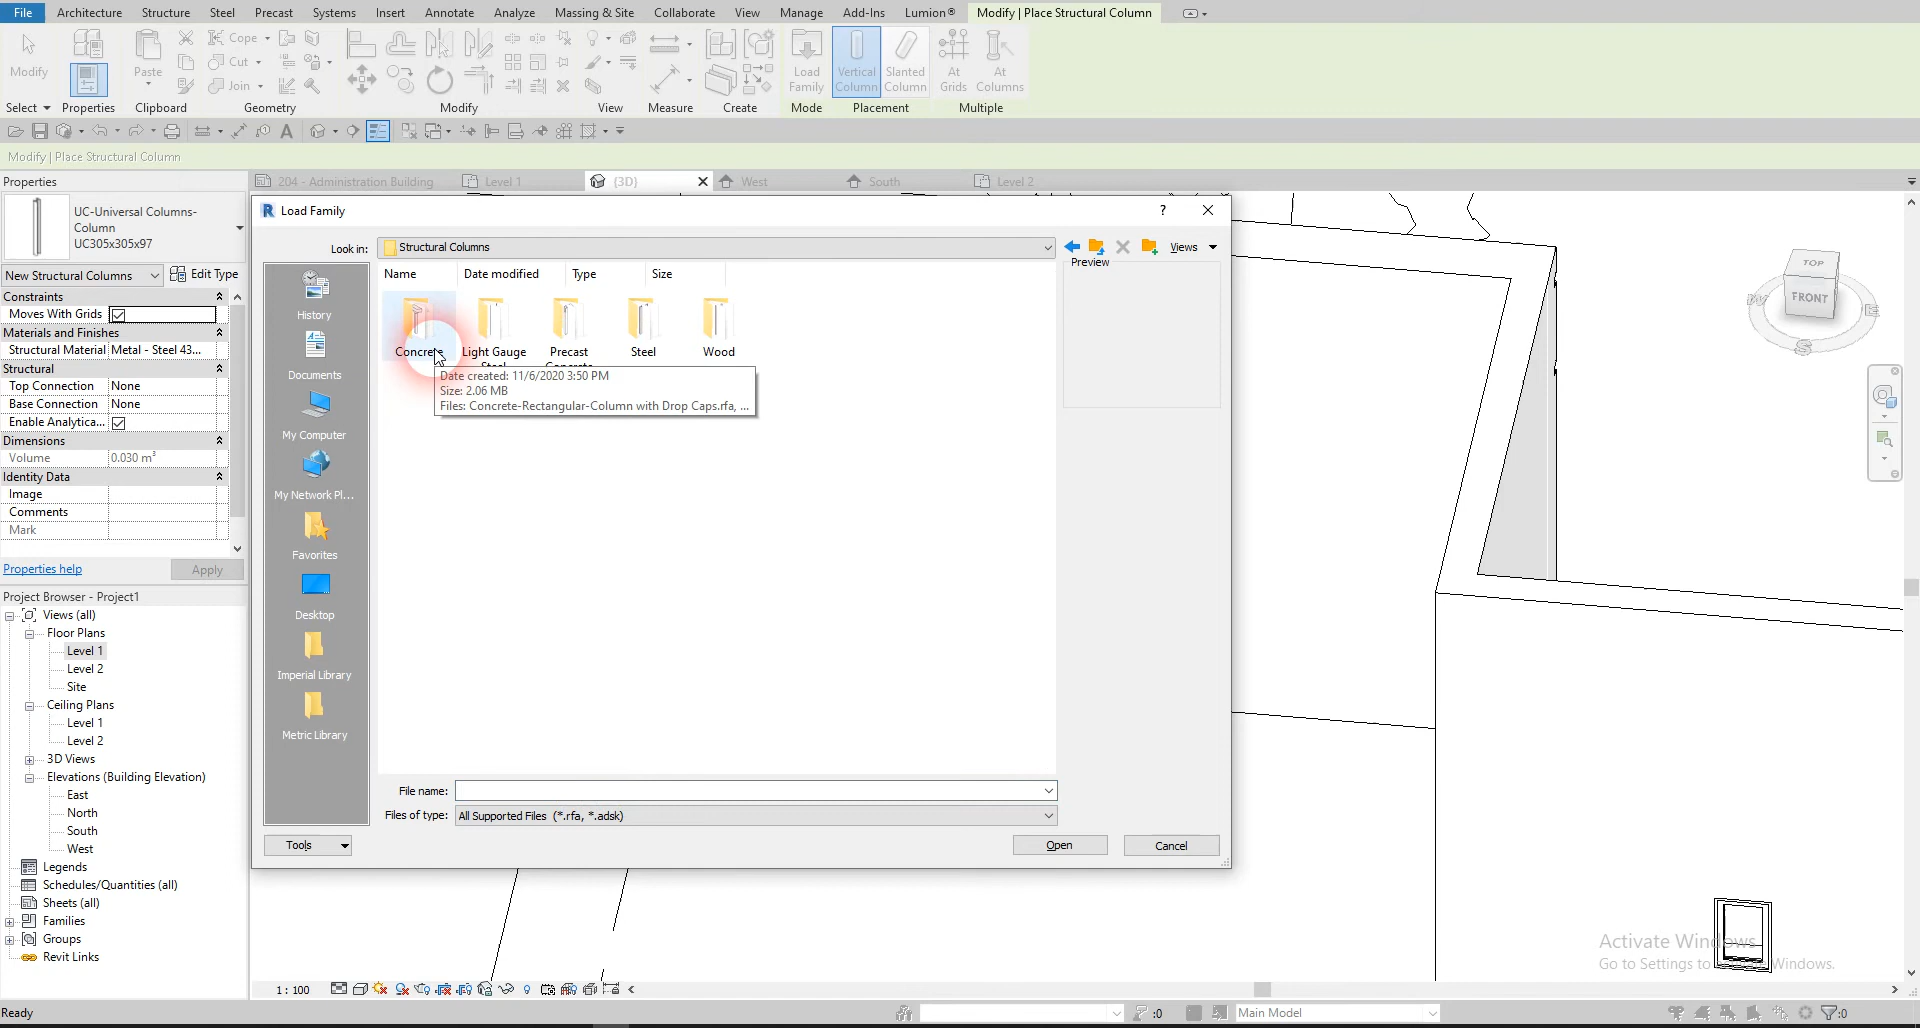 File Architecture Structure Steel Precast Systems Insert Annotate Analyze Massing & Site Collaborate View Manage Add-Ins Lumion® Modify | Place Structural Column
Cope
Cut
Join
Modify
Paste
Load Family
Vertical Column
Slanted Column
At Grids
At Columns
Select Properties Clipboard Geometry Modify View Measure Create Mode Placement Multiple
Modify | Place Structural Column
Properties
204 - Administration Building Level 1 {3D} West South Level 2
UC-Universal Columns-
Column
UC305x305x97
New Structural Columns Edit Type
Constraints
Moves With Grids
Materials and Finishes
Structural Material Metal - Steel 43...
Structural
Top Connection None
Base Connection None
Enable Analytica...
Dimensions
Volume 0.030 m³
Identity Data
Image
Comments
Mark
Properties help Apply
Project Browser - Project1
Views (all)
Floor Plans
Level 1
Level 2
Site
Ceiling Plans
Level 1
Level 2
3D Views
Elevations (Building Elevation)
East
North
South
West
Legends
Schedules/Quantities (all)
Sheets (all)
Families
Groups
Revit Links
R Load Family ?
Look in: Structural Columns Views
Name Date modified Type Size
Preview
History
Documents
My Computer
My Network Pl...
Favorites
Desktop
Imperial Library
Metric Library
Concrete
Light Gauge
Precast
Steel
Wood
Date created: 11/6/2020 3:50 PM
Size: 2.06 MB
Files: Concrete-Rectangular-Column with Drop Caps.rfa, ...
File name:
Files of type: All Supported Files (*.rfa, *.adsk)
Tools Open Cancel
TOP
FRONT
W
S
E
Activate Windows
Go to Settings to Windows.
1 : 100
Ready :0 Main Model :0